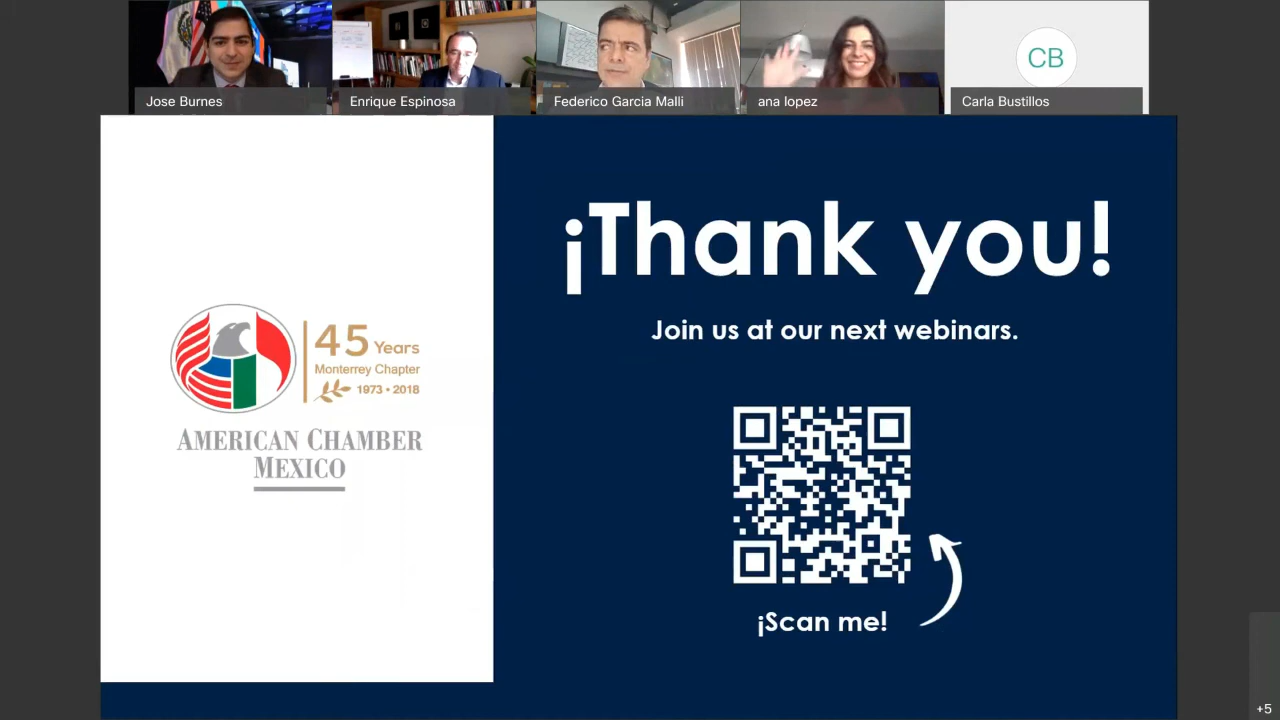 Jose Burnes
Enrique Espinosa
Federico Garcia Malli
ana lopez
CB
Carla Bustillos
¡Thank you!
Join us at our next webinars.
45 Years
Monterrey Chapter
1973 • 2018
AMERICAN CHAMBER
MEXICO
¡Scan me!
+5